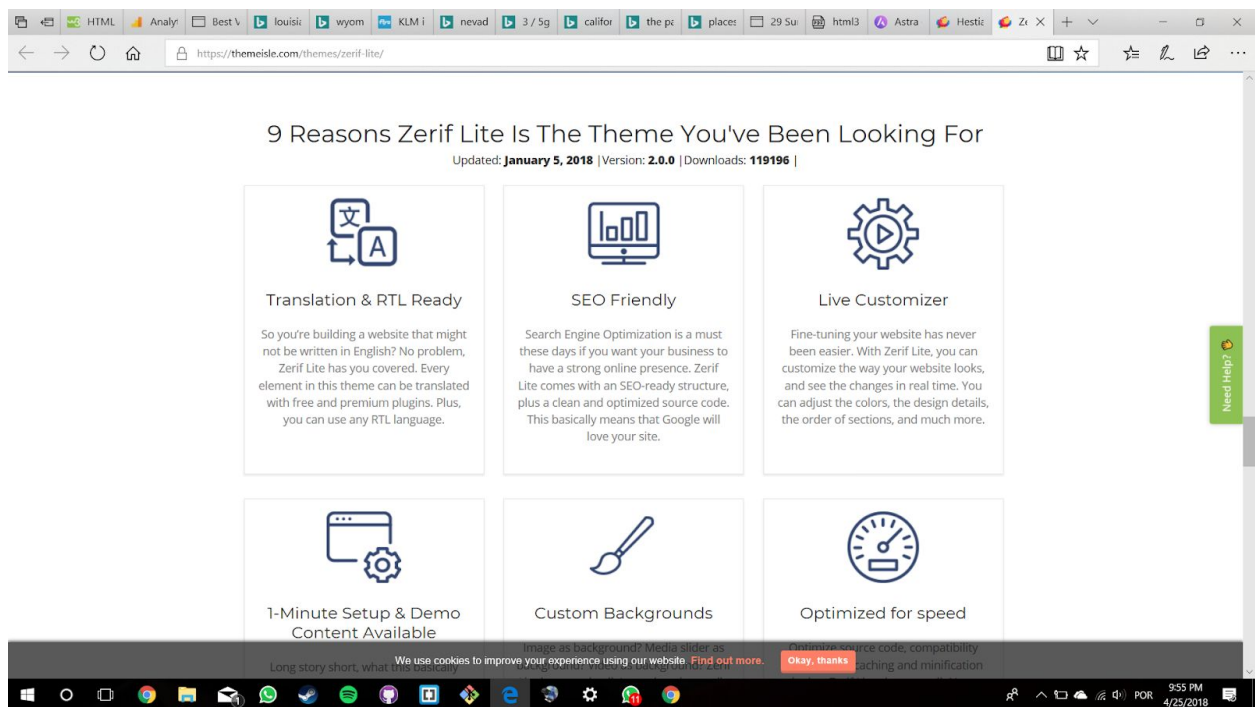 HTML
Analy
Best V
louisia
wyom
KLM i
nevad
3 / 5g
califor
the pa
places
29 Su
html3
Astra
Hestia
https://themeisle.com/themes/zerif-lite/
9 Reasons Zerif Lite Is The Theme You've Been Looking For
Updated: January 5, 2018 |Version: 2.0.0 |Downloads: 119196 |
文
A
Translation & RTL Ready
So you're building a website that might
not be written in English? No problem,
Zerif Lite has you covered. Every
element in this theme can be translated
with free and premium plugins. Plus,
you can use any RTL language.
SEO Friendly
Search Engine Optimization is a must
these days if you want your business to
have a strong online presence. Zerif
Lite comes with an SEO-ready structure,
plus a clean and optimized source code.
This basically means that Google will
love your site.
Live Customizer
Fine-tuning your website has never
been easier. With Zerif Lite, you can
customize the way your website looks,
and see the changes in real time. You
can adjust the colors, the design details,
the order of sections, and much more.
Need Help?
1-Minute Setup & Demo
Content Available
Long story short, what this basically
Custom Backgrounds
Image as background? Media slider as
background? Video as background? Zerif
Optimized for speed
Optimize source code, compatibility
caching and minification
We use cookies to improve your experience using our website. Find out more.
Okay, thanks
11
POR
9:55 PM
4/25/2018